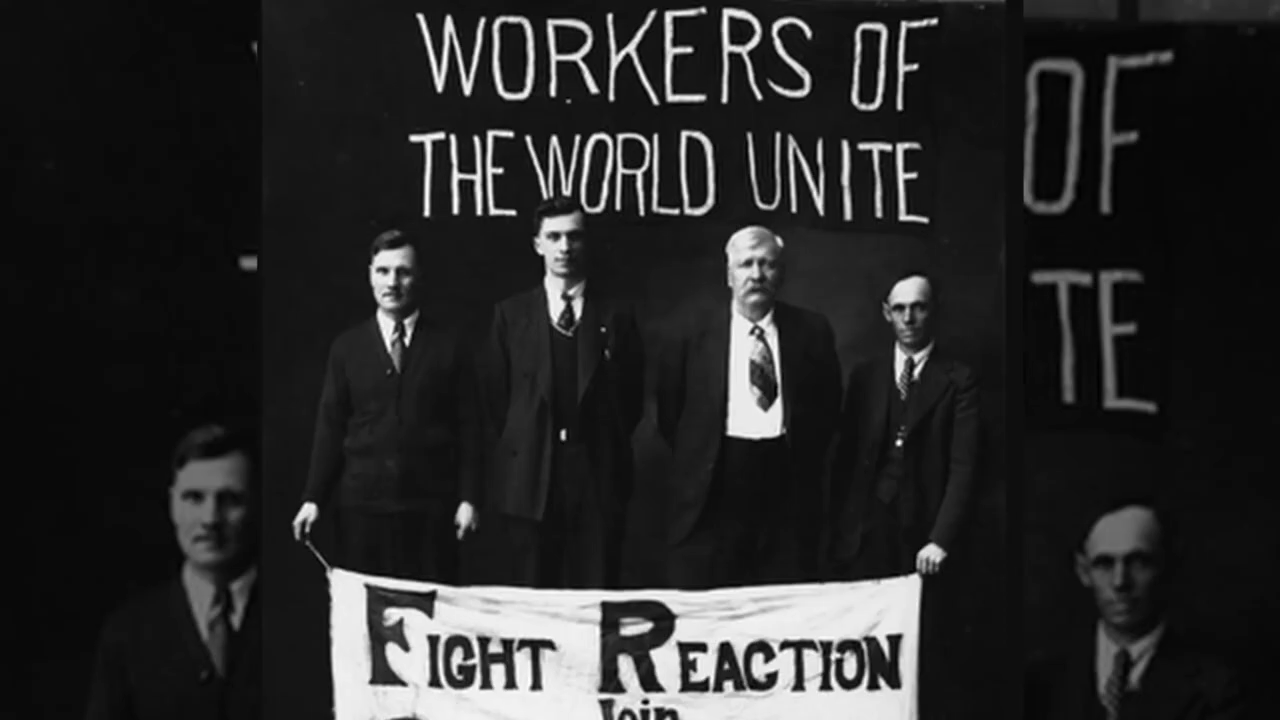 WORKERS OF
THE WORLD UNITE
FIGHT REACTION
Join
OF
TE